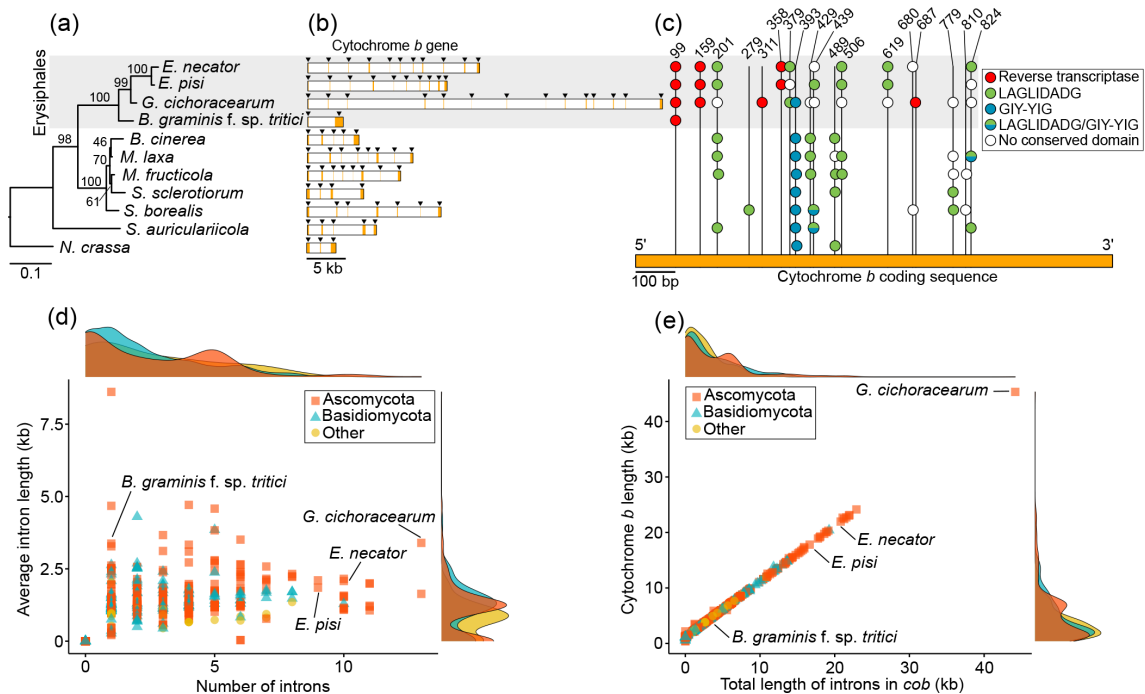 (a)
(b)
(c)
Cytochrome b gene
99
159
201
279
311
358
379
393
429
439
489
506
619
680
687
779
810
824
Erysiphales
E. necator
E. pisi
G. cichoracearum
B. graminis f. sp. tritici
B. cinerea
M. laxa
M. fructicola
S. sclerotiorum
S. borealis
S. auriculariicola
N. crassa
100
99
100
98
46
70
100
61
0.1
5 kb
Reverse transcriptase
LAGLIDADG
GIY-YIG
LAGLIDADG/GIY-YIG
No conserved domain
5'
3'
Cytochrome b coding sequence
100 bp
(d)
Average intron length (kb)
7.5
5.0
2.5
0
Ascomycota
Basidiomycota
Other
B. graminis f. sp. tritici
G. cichoracearum
E. necator
E. pisi
0
5
10
Number of introns
(e)
Cytochrome b length (kb)
40
30
20
10
0
Ascomycota
Basidiomycota
Other
G. cichoracearum
E. necator
E. pisi
B. graminis f. sp. tritici
0
10
20
30
40
Total length of introns in cob (kb)